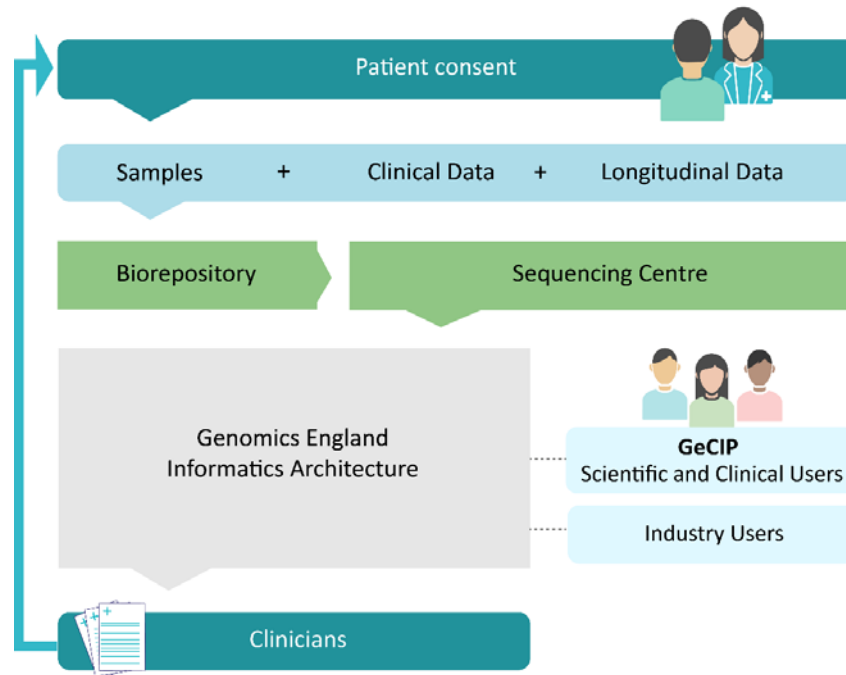 Patient consent
Samples + Clinical Data + Longitudinal Data
Biorepository
Sequencing Centre
Genomics England
Informatics Architecture
GeCIP
Scientific and Clinical Users
Industry Users
Clinicians